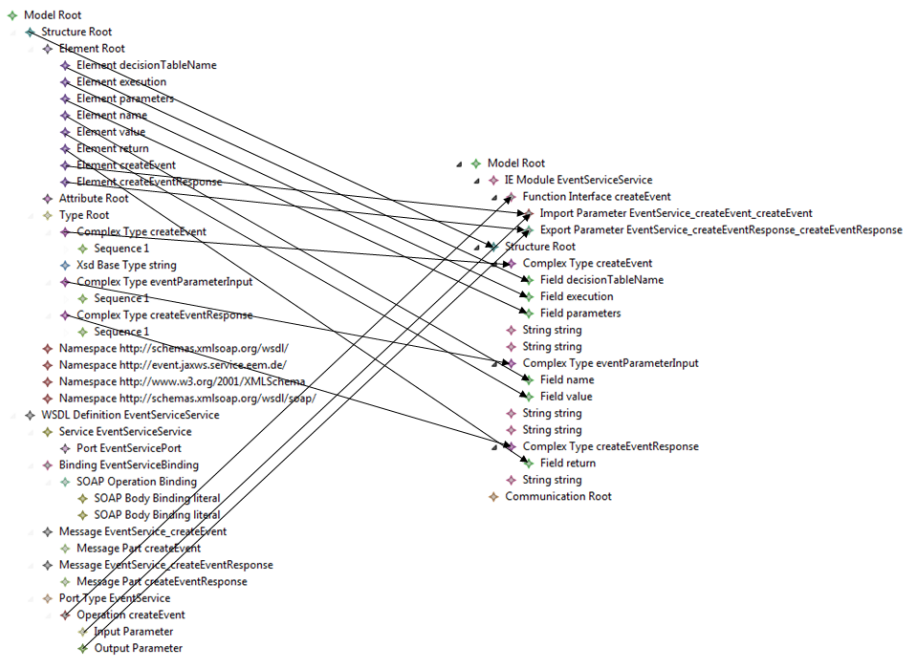 Model Root
Structure Root
Element Root
Element decisionTableName
Element execution
Element parameters
Element name
Element value
Element return
Element createEvent
Element createEventResponse
Attribute Root
Type Root
Complex Type createEvent
Sequence 1
Xsd Base Type string
Complex Type eventParameterInput
Sequence 1
Complex Type createEventResponse
Sequence 1
Namespace http://schemas.xmlsoap.org/wsdl/
Namespace http://event.jaxws.service.eem.de/
Namespace http://www.w3.org/2001/XMLSchema
Namespace http://schemas.xmlsoap.org/wsdl/soap/
WSDL Definition EventServiceService
Service EventServiceService
Port EventServicePort
Binding EventServiceBinding
SOAP Operation Binding
SOAP Body Binding literal
SOAP Body Binding literal
Message EventService_createEvent
Message Part createEvent
Message EventService_createEventResponse
Message Part createEventResponse
Port Type EventService
Operation createEvent
Input Parameter
Output Parameter
Model Root
IE Module EventServiceService
Function Interface createEvent
Import Parameter EventService_createEvent_createEvent
Export Parameter EventService_createEventResponse_createEventResponse
Structure Root
Complex Type createEvent
Field decisionTableName
Field execution
Field parameters
String string
String string
Complex Type eventParameterInput
Field name
Field value
String string
String string
Complex Type createEventResponse
Field return
String string
Communication Root